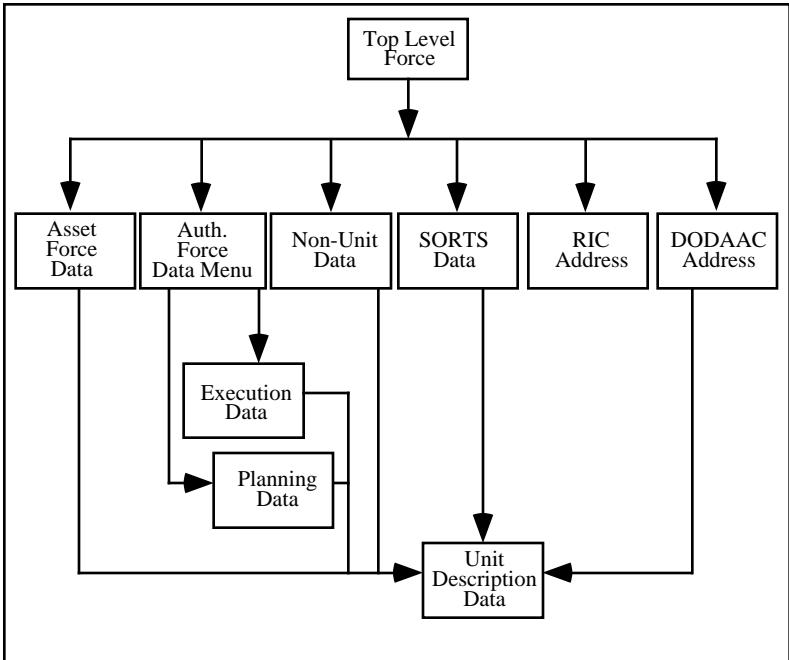 Top Level
Force
Asset
Force
Data
Auth.
Force
Data Menu
Non-Unit
Data
SORTS
Data
RIC
Address
DODAAC
Address
Execution
Data
Planning
Data
Unit
Description
Data